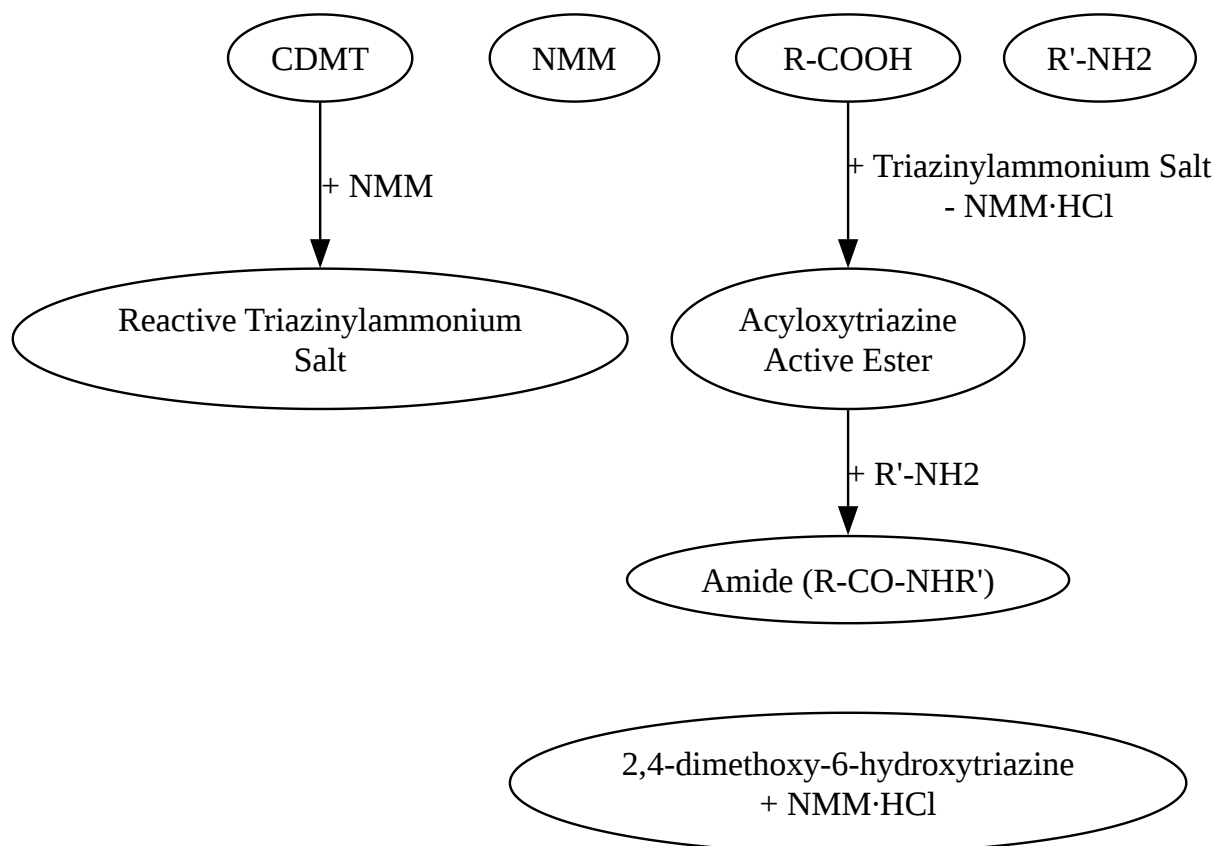 CDMT
NMM
R-COOH
R'-NH2
+ NMM
+ Triazinylammonium Salt
- NMM·HCl
Reactive Triazinylammonium
Salt
Acyloxytriazine
Active Ester
+ R'-NH2
Amide (R-CO-NHR')
2,4-dimethoxy-6-hydroxytriazine
+ NMM·HCl